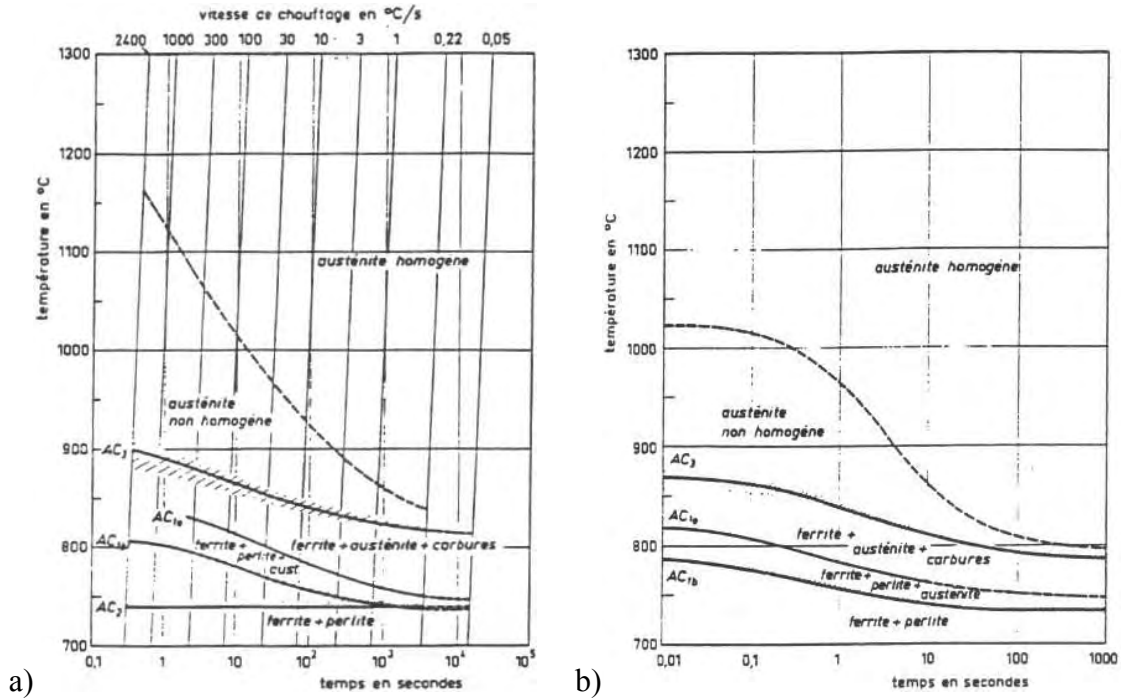 vitesse de chauffage en °C/s
2400 1000 300 100 30 10 3 1 0,22 0,05
1300
1200
1100
1000
900
800
700
température en °C
austénite homogène
austénite
non homogène
AC3
AC1e
ferrite + austénite + carbures
ferrite +
perlite +
cust
AC2
ferrite + perlite
0,1 1 10 10² 10³ 10⁴ 10⁵
temps en secondes
a)
1300
1200
1100
1000
900
800
700
température en °C
austénite homogène
austénite
non homogène
AC3
AC1e
ferrite +
austénite +
carbures
ferrite +
perlite +
austénite
AC1b
ferrite + perlite
0,01 0,1 1 10 100 1000
temps en secondes
b)